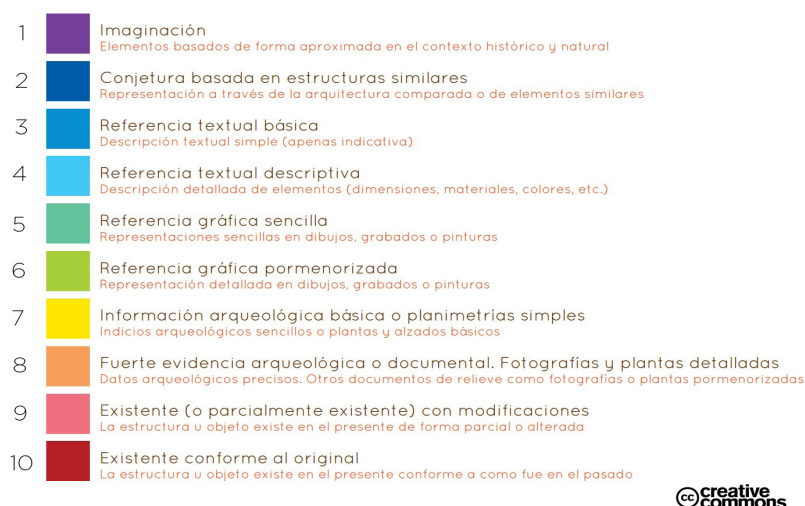 1 Imaginación
Elementos basados de forma aproximada en el contexto histórico y natural
2 Conjetura basada en estructuras similares
Representación a través de la arquitectura comparada o de elementos similares
3 Referencia textual básica
Descripción textual simple (apenas indicativa)
4 Referencia textual descriptiva
Descripción detallada de elementos (dimensiones, materiales, colores, etc.)
5 Referencia gráfica sencilla
Representaciones sencillas en dibujos, grabados o pinturas
6 Referencia gráfica pormenorizada
Representación detallada en dibujos, grabados o pinturas
7 Información arqueológica básica o planimetrías simples
Indicios arqueológicos sencillos o plantas y alzados básicos
8 Fuerte evidencia arqueológica o documental. Fotografías y plantas detalladas
Datos arqueológicos precisos. Otros documentos de relieve como fotografías o plantas pormenorizadas
9 Existente (o parcialmente existente) con modificaciones
La estructura u objeto existe en el presente de forma parcial o alterada
10 Existente conforme al original
La estructura u objeto existe en el presente conforme a como fue en el pasado
cc creative
commons